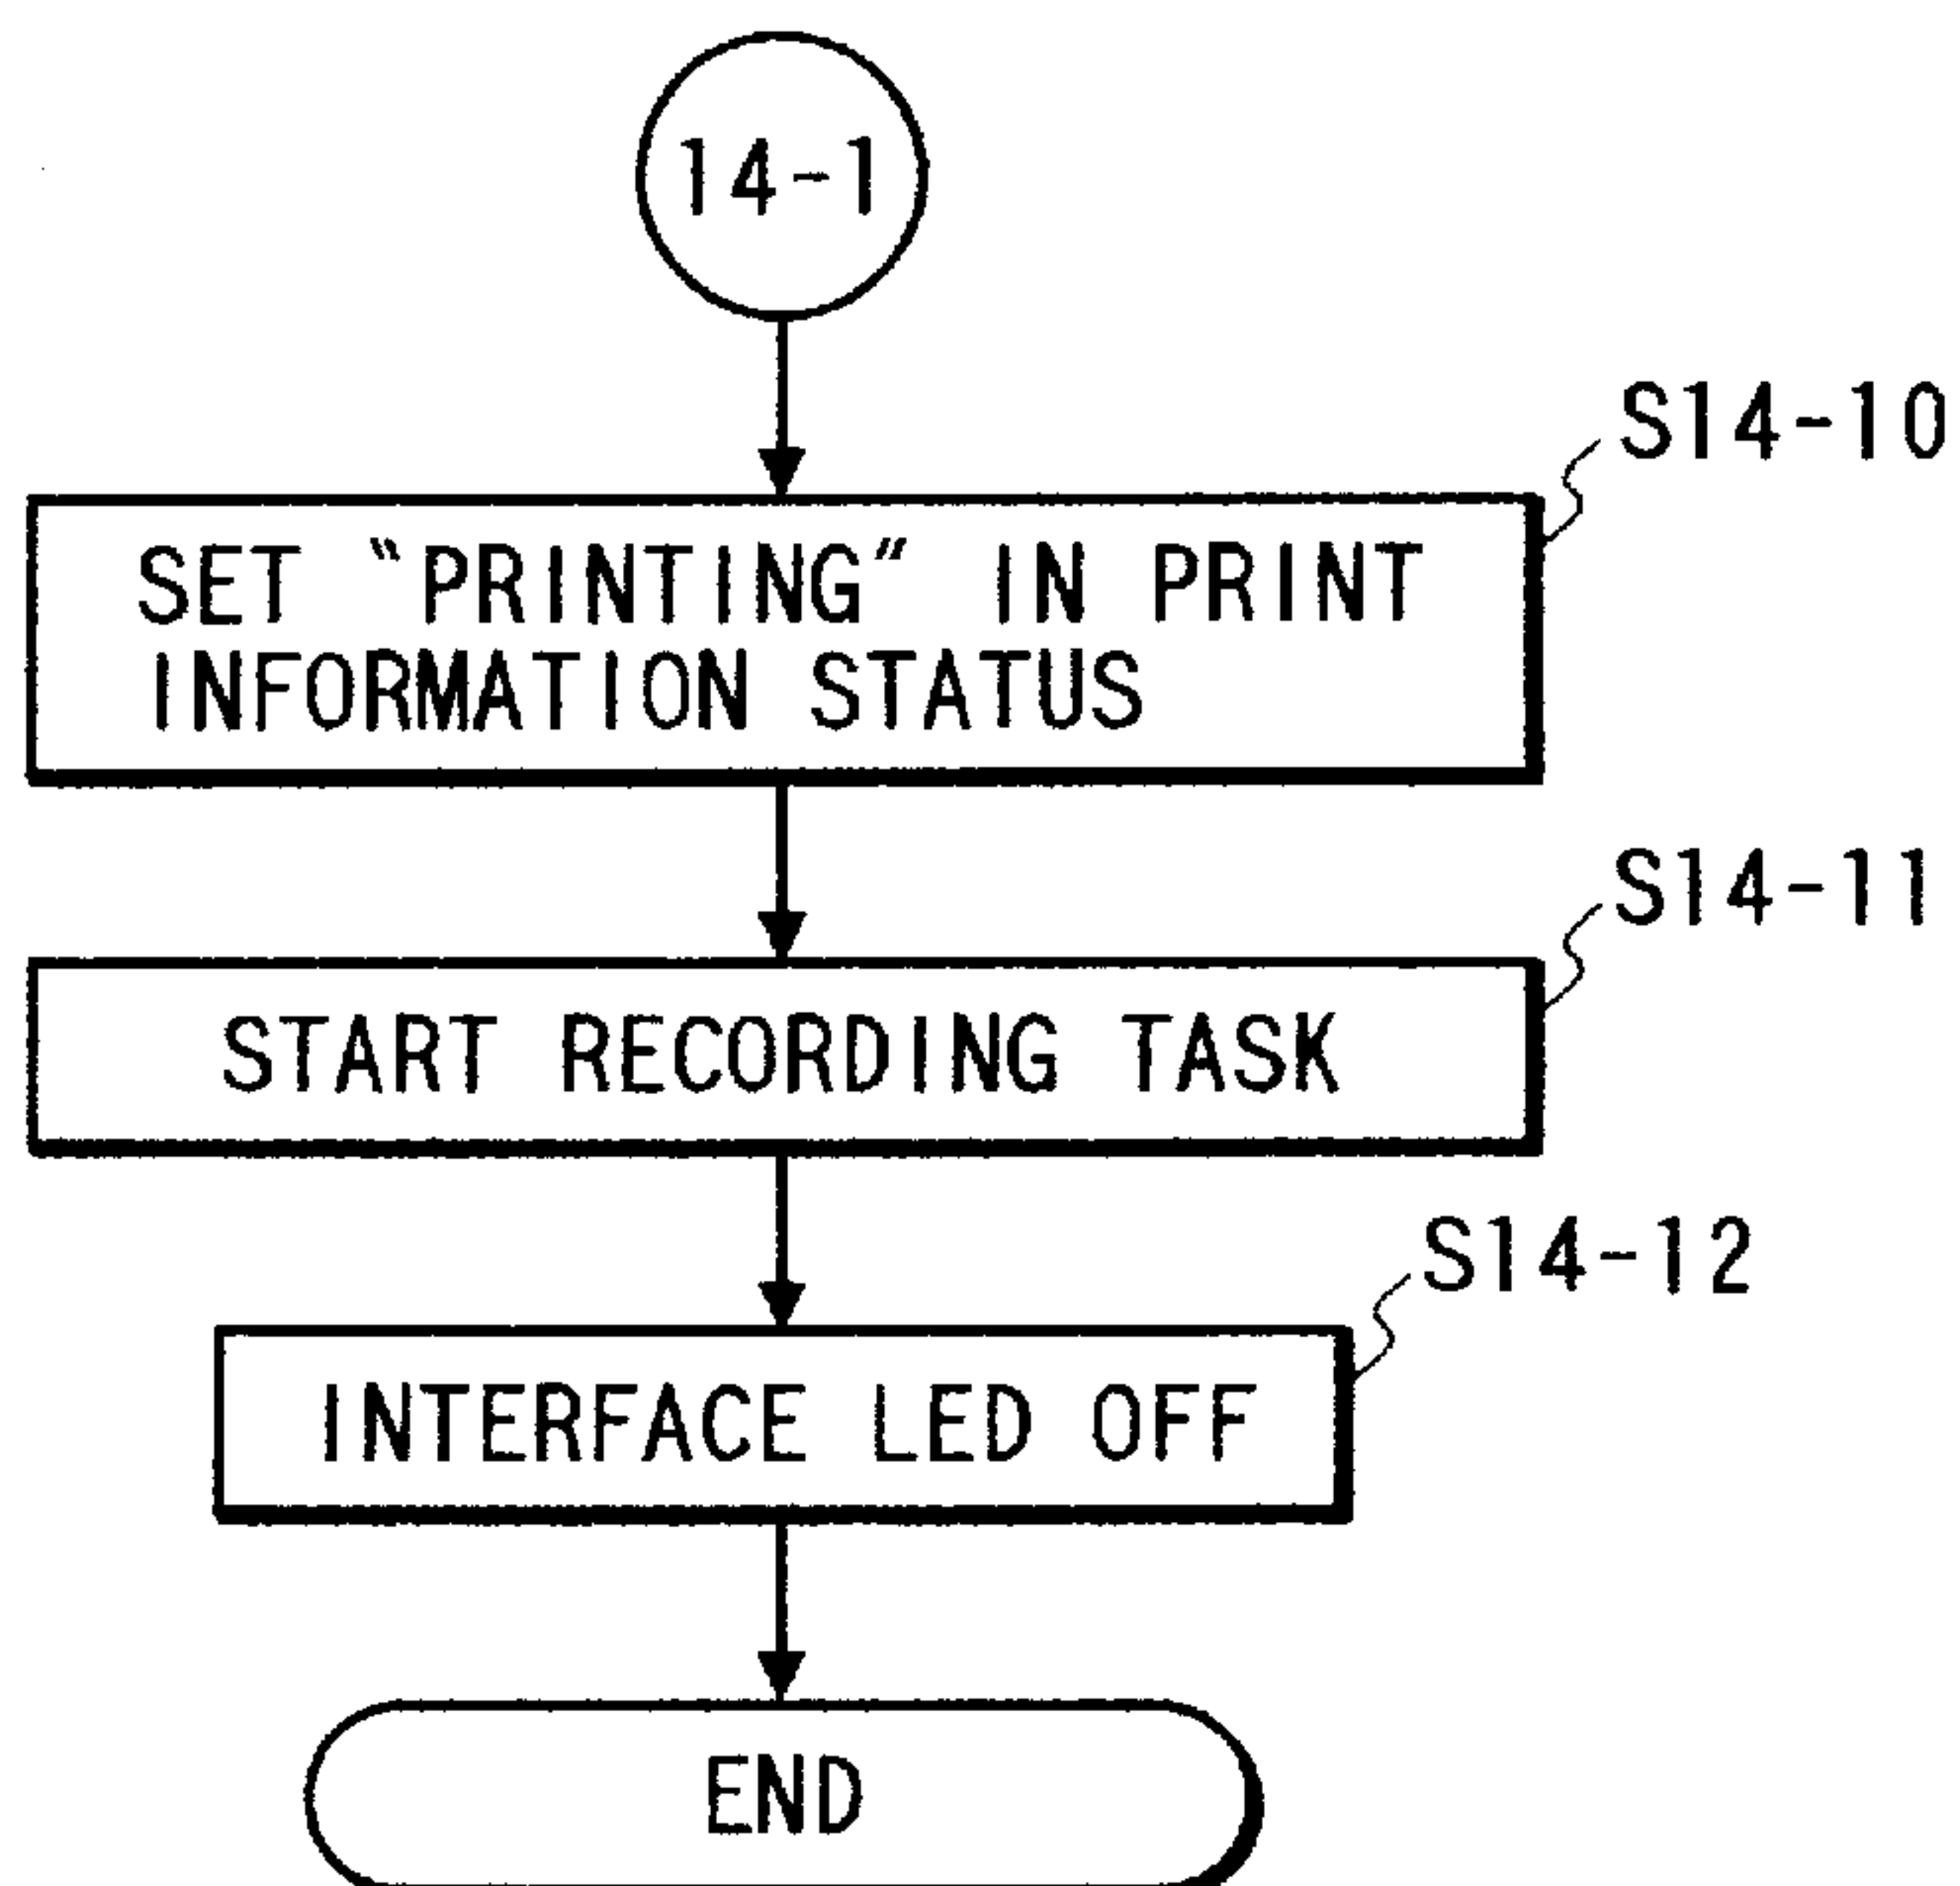 14-1
S14-10
SET “PRINTING” IN PRINT
INFORMATION STATUS
S14-11
START RECORDING TASK
S14-12
INTERFACE LED OFF
END